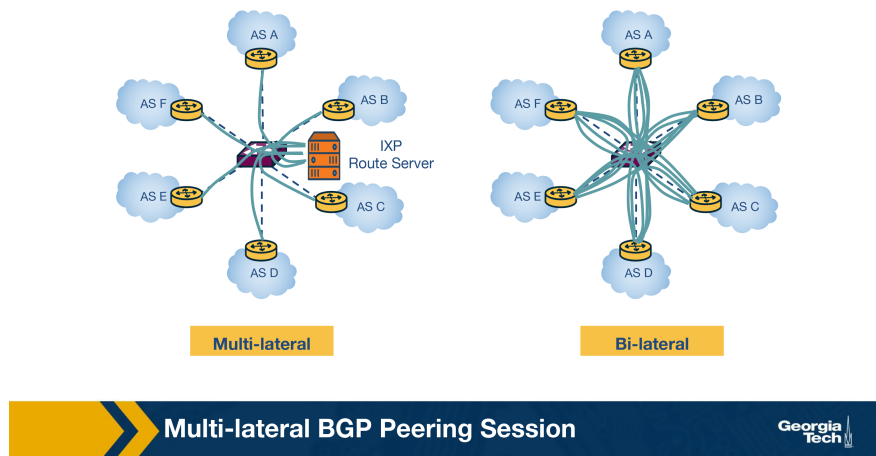 AS A
AS F
AS B
IXP
Route Server
AS E
AS C
AS D
Multi-lateral
AS A
AS F
AS B
AS E
AS C
AS D
Bi-lateral
Multi-lateral BGP Peering Session
Georgia
Tech